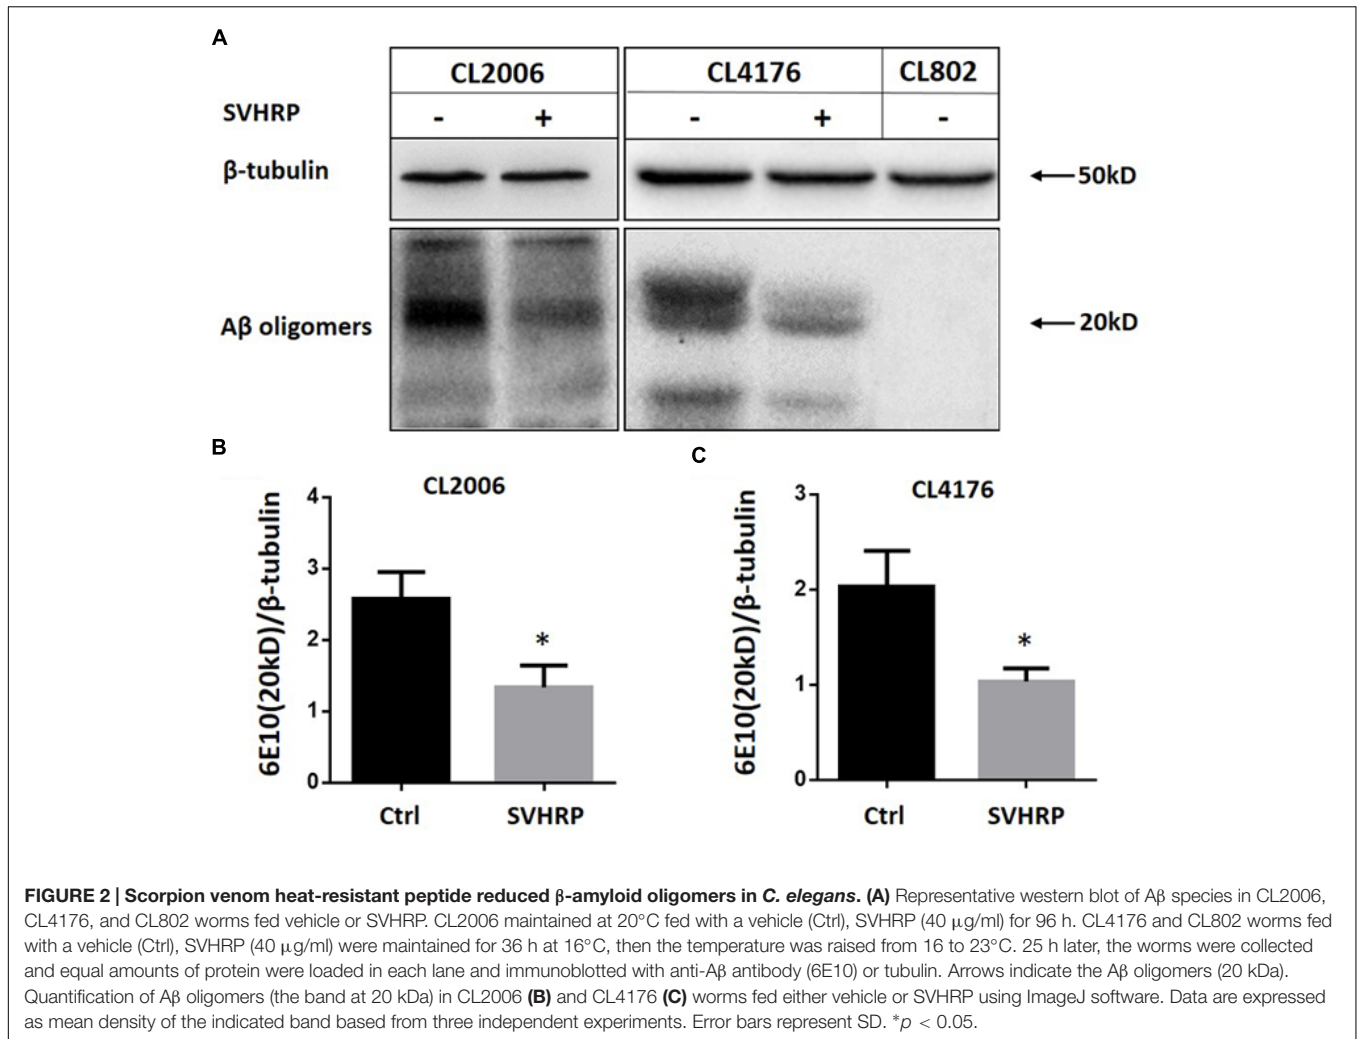 A
CL2006 CL4176 CL802
SVHRP - + - + -
β-tubulin 50kD
Aβ oligomers 20kD
B
CL2006
6E10(20kD)/β-tubulin
4
3
2
1
0
Ctrl SVHRP
*
C
CL4176
6E10(20kD)/β-tubulin
3
2
1
0
Ctrl SVHRP
*
FIGURE 2 | Scorpion venom heat-resistant peptide reduced β-amyloid oligomers in C. elegans. (A) Representative western blot of Aβ species in CL2006,
CL4176, and CL802 worms fed vehicle or SVHRP. CL2006 maintained at 20°C fed with a vehicle (Ctrl), SVHRP (40 μg/ml) for 96 h. CL4176 and CL802 worms fed
with a vehicle (Ctrl), SVHRP (40 μg/ml) were maintained for 36 h at 16°C, then the temperature was raised from 16 to 23°C. 25 h later, the worms were collected
and equal amounts of protein were loaded in each lane and immunoblotted with anti-Aβ antibody (6E10) or tubulin. Arrows indicate the Aβ oligomers (20 kDa).
Quantification of Aβ oligomers (the band at 20 kDa) in CL2006 (B) and CL4176 (C) worms fed either vehicle or SVHRP using ImageJ software. Data are expressed
as mean density of the indicated band based from three independent experiments. Error bars represent SD. *p < 0.05.